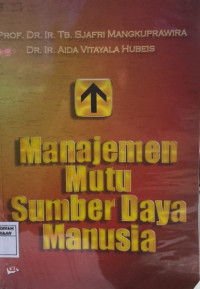 PROF. DR. IR. TB. SJAFRI MANGKUPRAWIRA
DR. IR. AIDA VITAYALA HUBEIS
Manajemen
Mutu
Sumber Daya
Manusia